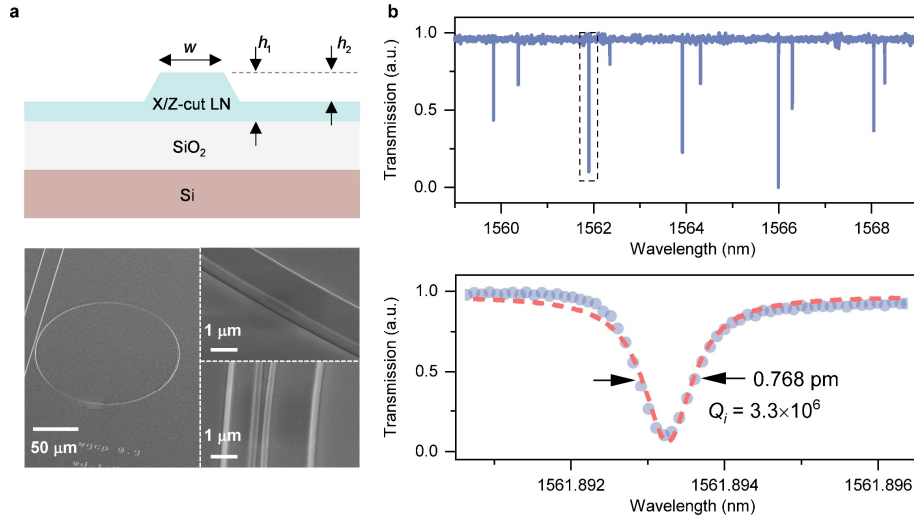 a
w
h₁
h₂
X/Z-cut LN
SiO₂
Si
50 μm
1 μm
1 μm
b
Transmission (a.u.)
1.0
0.5
0.0
1560 1562 1564 1566 1568
Wavelength (nm)
Transmission (a.u.)
1.0
0.5
0.0
0.768 pm
Qᵢ = 3.3×10⁶
1561.892 1561.894 1561.896
Wavelength (nm)